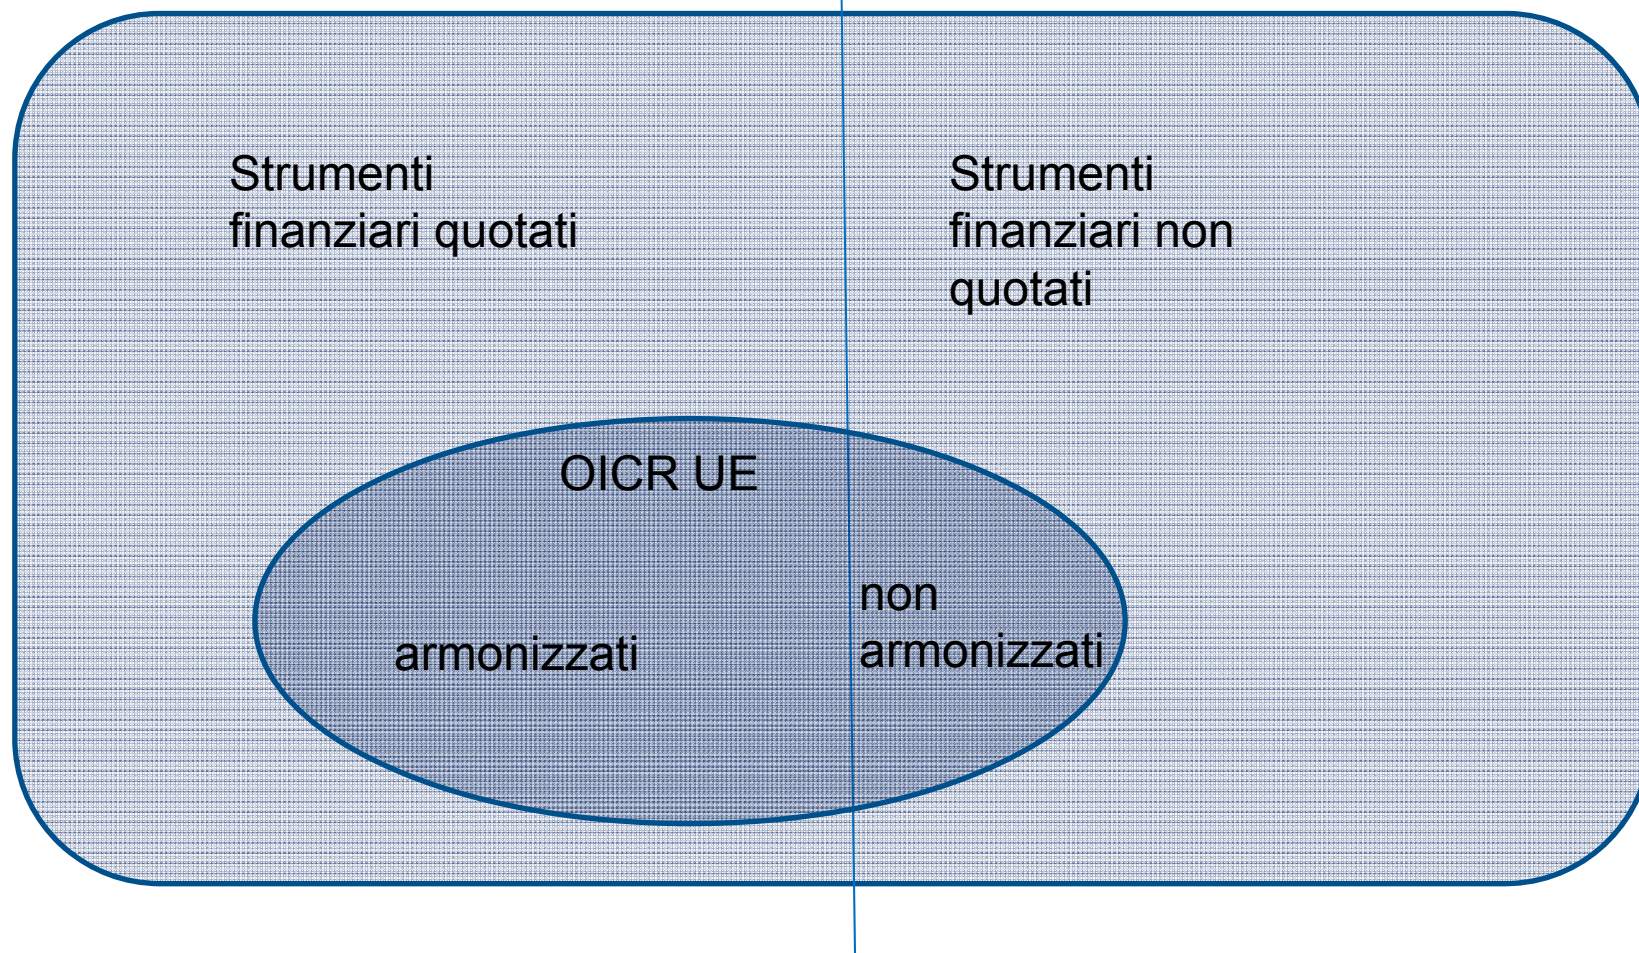 Strumenti
finanziari quotati
Strumenti
finanziari non
quotati
OICR UE
armonizzati
non
armonizzati